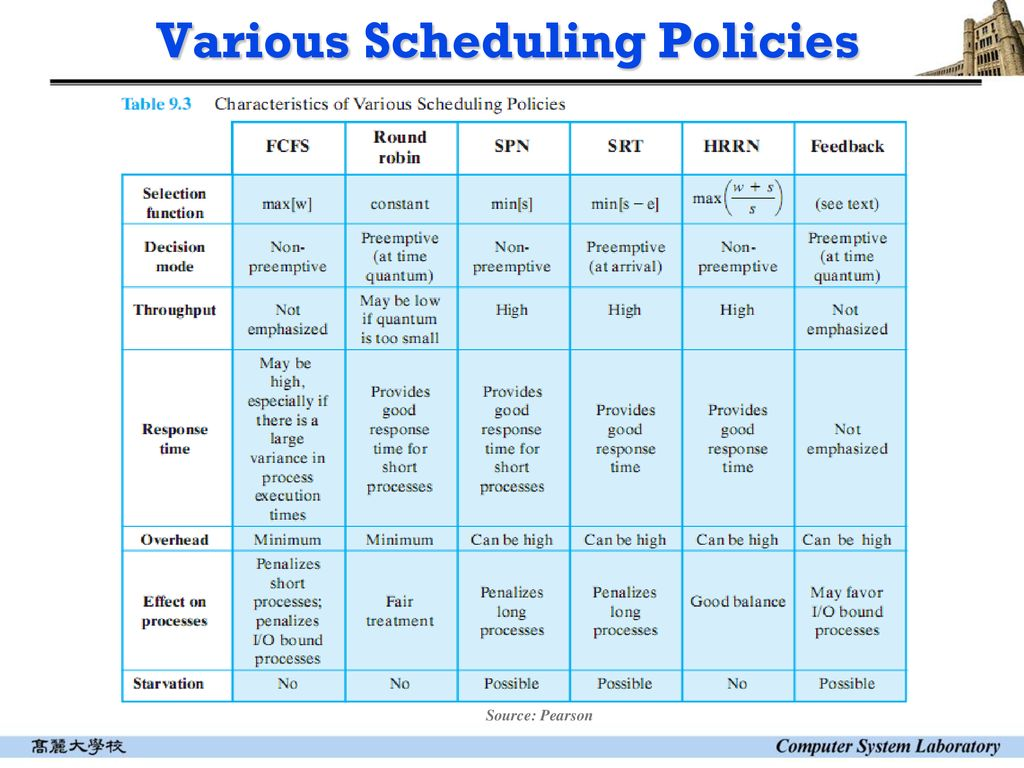 Various Scheduling Policies
Table 9.3 Characteristics of Various Scheduling Policies
FCFS
Round
robin
SPN
SRT
HRRN
Feedback
Selection
function
max[w]
constant
min[s]
min[s − e]
max((w + s)/s)
(see text)
Decision
mode
Non-
preemptive
Preemptive
(at time
quantum)
Non-
preemptive
Preemptive
(at arrival)
Non-
preemptive
Preemptive
(at time
quantum)
Throughput
Not
emphasized
May be low
if quantum
is too small
High
High
High
Not
emphasized
Response
time
May be
high,
especially if
there is a
large
variance in
process
execution
times
Provides
good
response
time for
short
processes
Provides
good
response
time for
short
processes
Provides
good
response
time
Provides
good
response
time
Not
emphasized
Overhead
Minimum
Minimum
Can be high
Can be high
Can be high
Can be high
Effect on
processes
Penalizes
short
processes;
penalizes
I/O bound
processes
Fair
treatment
Penalizes
long
processes
Penalizes
long
processes
Good balance
May favor
I/O bound
processes
Starvation
No
No
Possible
Possible
No
Possible
Source: Pearson
高麗大學校
Computer System Laboratory